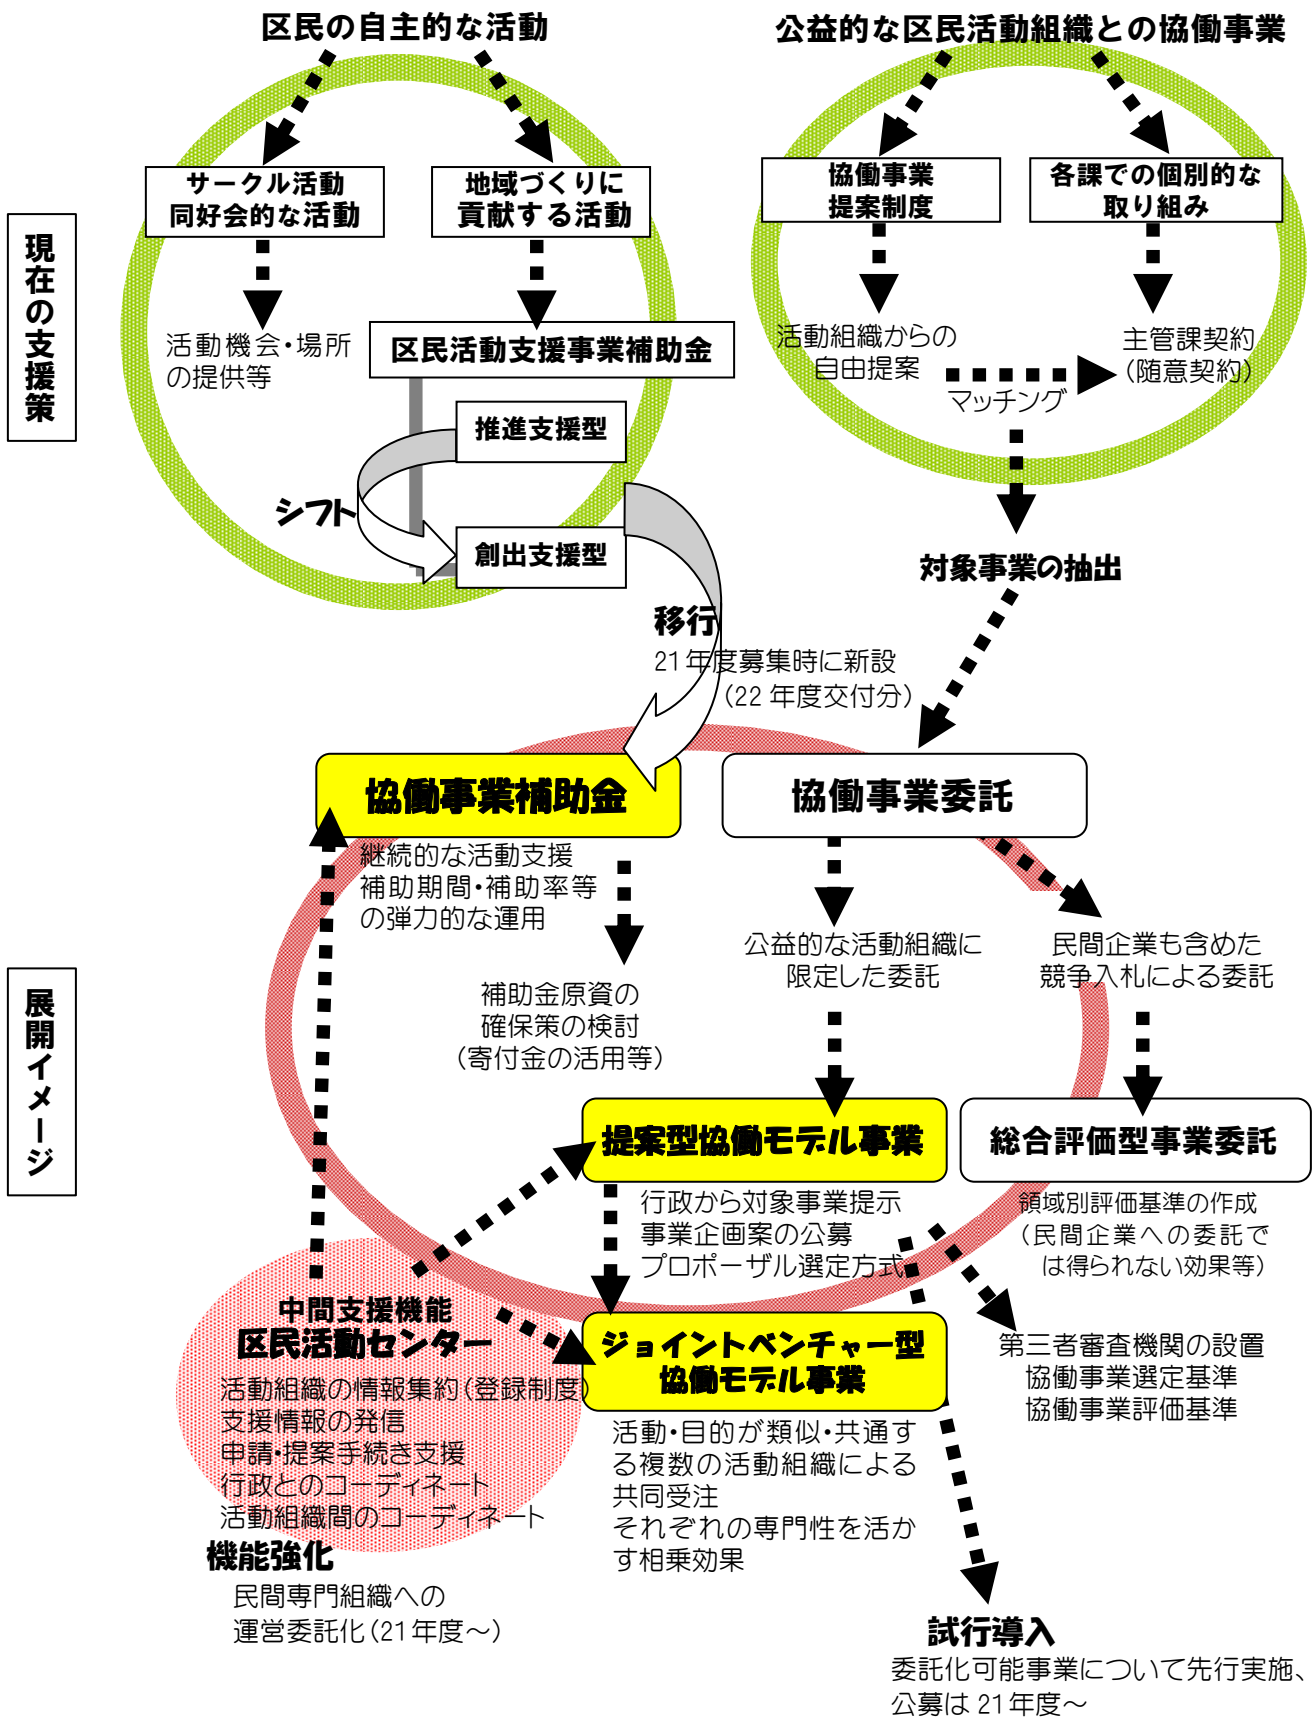 区民の自主的な活動
公益的な区民活動組織との協働事業
現在の支援策
サークル活動
同好会的な活動
地域づくりに
貢献する活動
協働事業
提案制度
各課での個別的な
取り組み
活動機会・場所
の提供等
区民活動支援事業補助金
推進支援型
シフト
創出支援型
活動組織からの
自由提案
マッチング
主管課契約
(随意契約)
対象事業の抽出
移行
21年度募集時に新設
(22年度交付分)
展開イメージ
協働事業補助金
協働事業委託
継続的な活動支援
補助期間・補助率等
の弾力的な運用
補助金原資の
確保策の検討
(寄付金の活用等)
公益的な活動組織に
限定した委託
民間企業も含めた
競争入札による委託
提案型協働モデル事業
総合評価型事業委託
行政から対象事業提示
事業企画案の公募
プロポーザル選定方式
領域別評価基準の作成
(民間企業への委託で
は得られない効果等)
中間支援機能
区民活動センター
活動組織の情報集約(登録制度)
支援情報の発信
申請・提案手続き支援
行政とのコーディネート
活動組織間のコーディネート
機能強化
民間専門組織への
運営委託化(21年度～)
ジョイントベンチャー型
協働モデル事業
活動・目的が類似・共通す
る複数の活動組織による
共同受注
それぞれの専門性を活か
す相乗効果
第三者審査機関の設置
協働事業選定基準
協働事業評価基準
試行導入
委託化可能事業について先行実施、
公募は21年度～